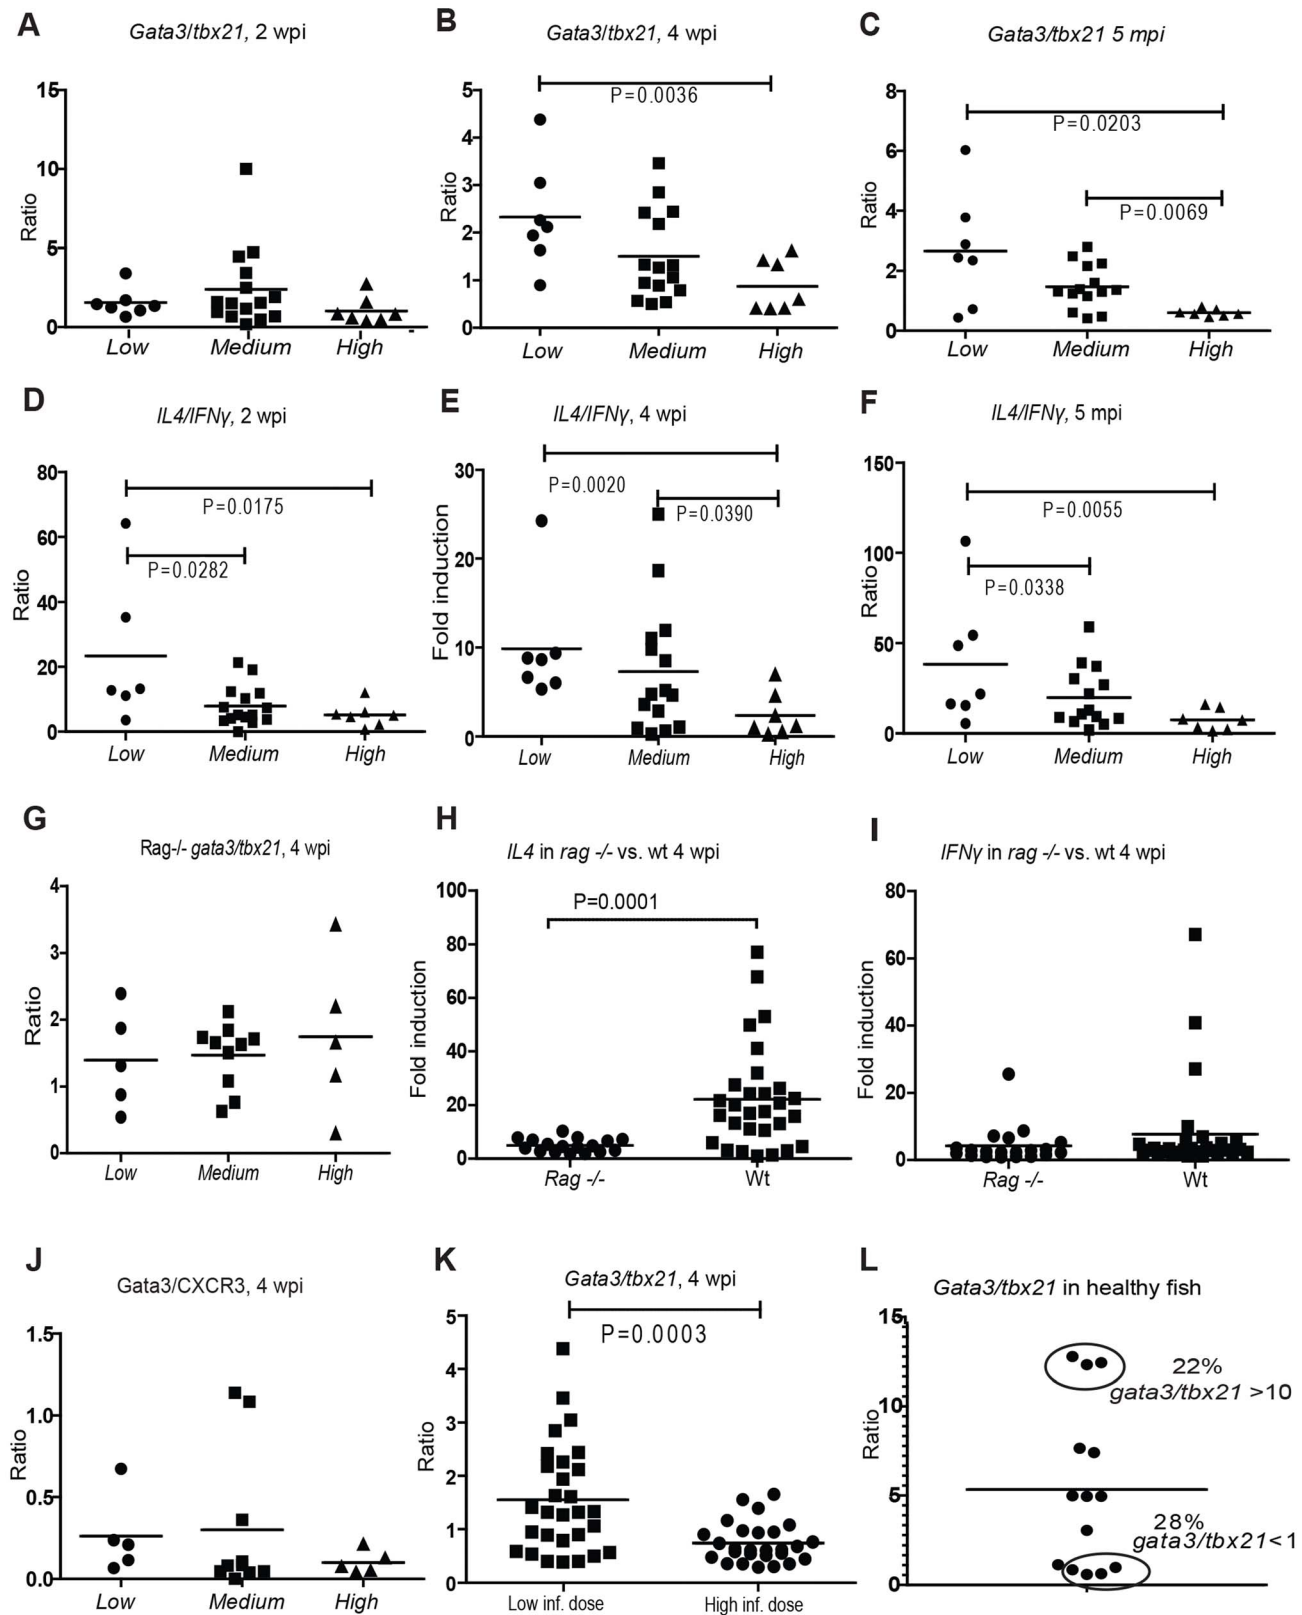 A
Gata3/tbx21, 2 wpi
15
10
5
0
Ratio
Low
Medium
High
B
Gata3/tbx21, 4 wpi
P=0.0036
5
4
3
2
1
0
Ratio
Low
Medium
High
C
Gata3/tbx21 5 mpi
P=0.0203
P=0.0069
8
6
4
2
0
Ratio
Low
Medium
High
D
IL4/IFNγ, 2 wpi
P=0.0175
P=0.0282
80
60
40
20
0
Ratio
Low
Medium
High
E
IL4/IFNγ, 4 wpi
P=0.0020
P=0.0390
30
20
10
0
Fold induction
Low
Medium
High
F
IL4/IFNγ, 5 mpi
P=0.0055
P=0.0338
150
100
50
0
Ratio
Low
Medium
High
G
Rag-/- gata3/tbx21, 4 wpi
4
3
2
1
0
Ratio
Low
Medium
High
H
IL4 in rag -/- vs. wt 4 wpi
P=0.0001
100
80
60
40
20
0
Fold induction
Rag -/-
Wt
I
IFNγ in rag -/- vs. wt 4 wpi
80
60
40
20
0
Fold induction
Rag -/-
Wt
J
Gata3/CXCR3, 4 wpi
1.5
1.0
0.5
0.0
Ratio
Low
Medium
High
K
Gata3/tbx21, 4 wpi
P=0.0003
5
4
3
2
1
0
Ratio
Low inf. dose
High inf. dose
L
Gata3/tbx21 in healthy fish
15
10
5
0
Ratio
22%
gata3/tbx21 >10
28%
gata3/tbx21<1